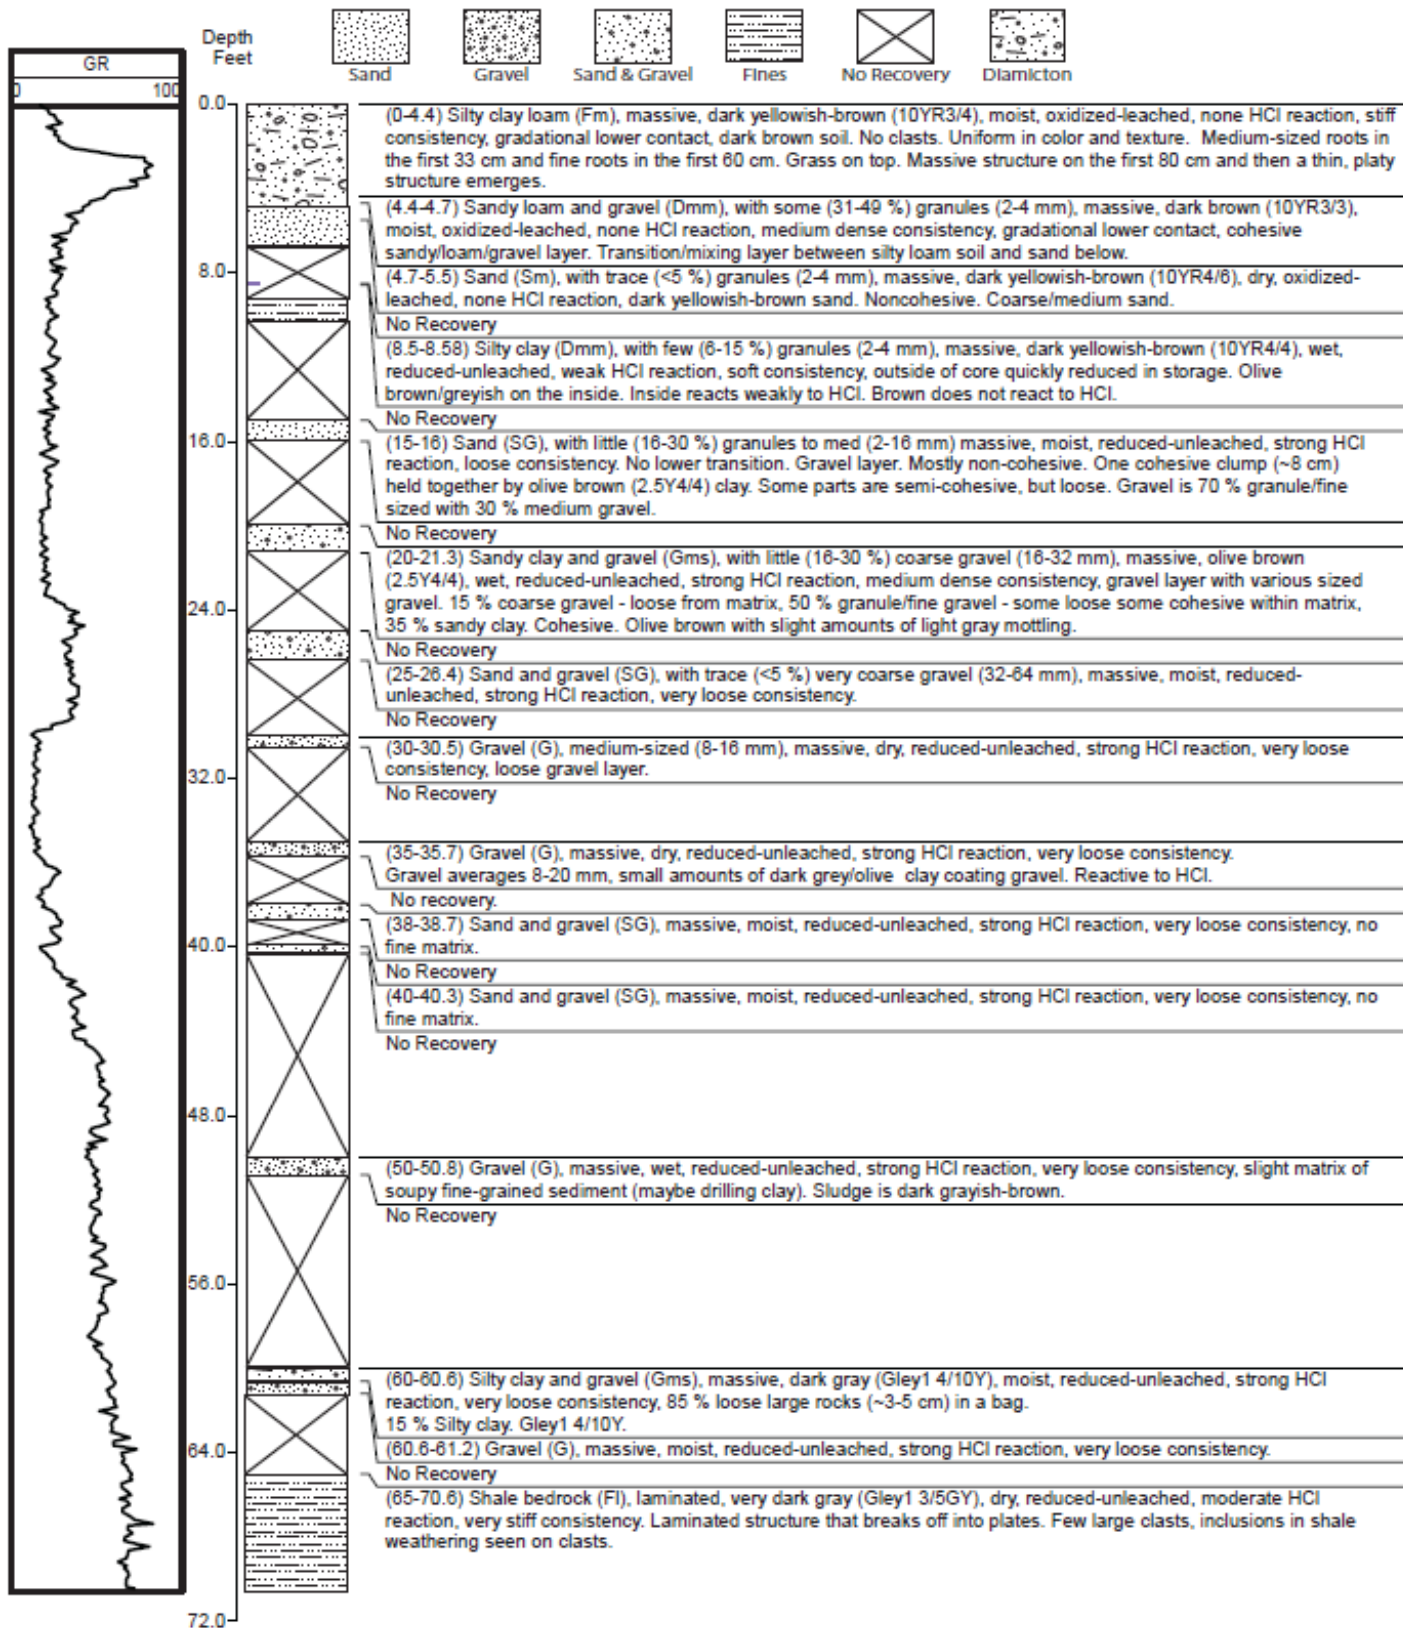 Depth
Feet
GR
0 100
Sand
Gravel
Sand & Gravel
Fines
No Recovery
Diamicton
0.0
(0-4.4) Silty clay loam (Fm), massive, dark yellowish-brown (10YR3/4), moist, oxidized-leached, none HCl reaction, stiff
consistency, gradational lower contact, dark brown soil. No clasts. Uniform in color and texture. Medium-sized roots in
the first 33 cm and fine roots in the first 60 cm. Grass on top. Massive structure on the first 80 cm and then a thin, platy
structure emerges.
(4.4-4.7) Sandy loam and gravel (Dmm), with some (31-49 %) granules (2-4 mm), massive, dark brown (10YR3/3),
moist, oxidized-leached, none HCl reaction, medium dense consistency, gradational lower contact, cohesive
sandy/loam/gravel layer. Transition/mixing layer between silty loam soil and sand below.
8.0
(4.7-5.5) Sand (Sm), with trace (<5 %) granules (2-4 mm), massive, dark yellowish-brown (10YR4/6), dry, oxidized-
leached, none HCl reaction, dark yellowish-brown sand. Noncohesive. Coarse/medium sand.
No Recovery
(8.5-8.58) Silty clay (Dmm), with few (6-15 %) granules (2-4 mm), massive, dark yellowish-brown (10YR4/4), wet,
reduced-unleached, weak HCl reaction, soft consistency, outside of core quickly reduced in storage. Olive
brown/greyish on the inside. Inside reacts weakly to HCl. Brown does not react to HCl.
No Recovery
16.0
(15-16) Sand (SG), with little (16-30 %) granules to med (2-16 mm) massive, moist, reduced-unleached, strong HCl
reaction, loose consistency. No lower transition. Gravel layer. Mostly non-cohesive. One cohesive clump (~8 cm)
held together by olive brown (2.5Y4/4) clay. Some parts are semi-cohesive, but loose. Gravel is 70 % granule/fine
sized with 30 % medium gravel.
No Recovery
(20-21.3) Sandy clay and gravel (Gms), with little (16-30 %) coarse gravel (16-32 mm), massive, olive brown
(2.5Y4/4), wet, reduced-unleached, strong HCl reaction, medium dense consistency, gravel layer with various sized
gravel. 15 % coarse gravel - loose from matrix, 50 % granule/fine gravel - some loose some cohesive within matrix,
35 % sandy clay. Cohesive. Olive brown with slight amounts of light gray mottling.
24.0
No Recovery
(25-26.4) Sand and gravel (SG), with trace (<5 %) very coarse gravel (32-64 mm), massive, moist, reduced-
unleached, strong HCl reaction, very loose consistency.
No Recovery
(30-30.5) Gravel (G), medium-sized (8-16 mm), massive, dry, reduced-unleached, strong HCl reaction, very loose
consistency, loose gravel layer.
32.0
No Recovery
(35-35.7) Gravel (G), massive, dry, reduced-unleached, strong HCl reaction, very loose consistency.
Gravel averages 8-20 mm, small amounts of dark grey/olive clay coating gravel. Reactive to HCl.
No recovery.
(38-38.7) Sand and gravel (SG), massive, moist, reduced-unleached, strong HCl reaction, very loose consistency, no
fine matrix.
40.0
No Recovery
(40-40.3) Sand and gravel (SG), massive, moist, reduced-unleached, strong HCl reaction, very loose consistency, no
fine matrix.
No Recovery
48.0
(50-50.8) Gravel (G), massive, wet, reduced-unleached, strong HCl reaction, very loose consistency, slight matrix of
soupy fine-grained sediment (maybe drilling clay). Sludge is dark grayish-brown.
No Recovery
56.0
(60-60.6) Silty clay and gravel (Gms), massive, dark gray (Gley1 4/10Y), moist, reduced-unleached, strong HCl
reaction, very loose consistency, 85 % loose large rocks (~3-5 cm) in a bag.
15 % Silty clay. Gley1 4/10Y.
64.0
(60.6-61.2) Gravel (G), massive, moist, reduced-unleached, strong HCl reaction, very loose consistency.
No Recovery
(65-70.6) Shale bedrock (Fl), laminated, very dark gray (Gley1 3/5GY), dry, reduced-unleached, moderate HCl
reaction, very stiff consistency. Laminated structure that breaks off into plates. Few large clasts, inclusions in shale
weathering seen on clasts.
72.0